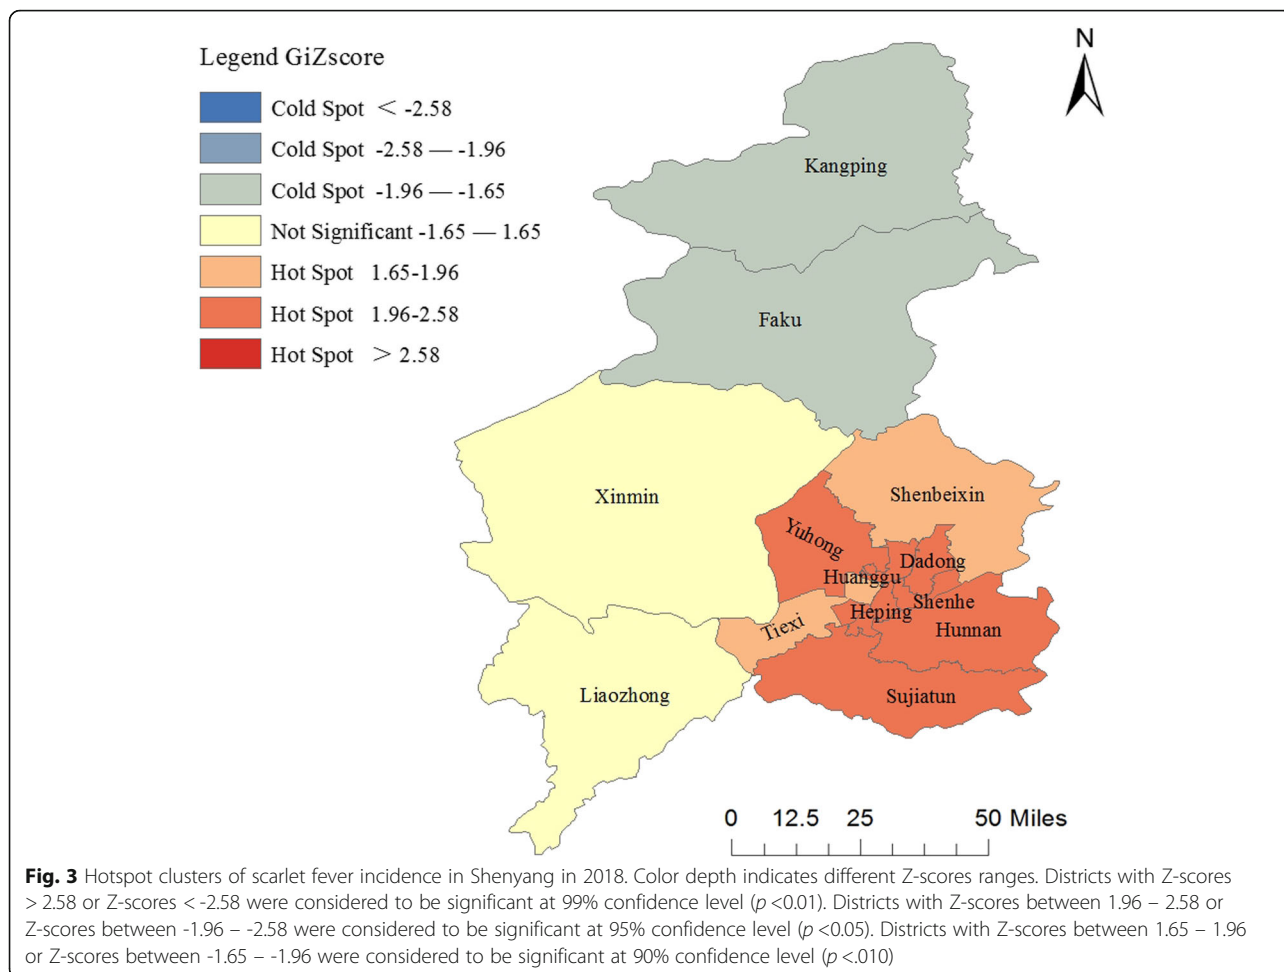 Legend GiZscore
Cold Spot < -2.58
Cold Spot -2.58 — -1.96
Cold Spot -1.96 — -1.65
Not Significant -1.65 — 1.65
Hot Spot 1.65-1.96
Hot Spot 1.96-2.58
Hot Spot > 2.58
N
Kangping
Faku
Xinmin
Shenbeixin
Yuhong
Dadong
Huanggu
Shenhe
Heping
Tiexi
Hunnan
Liaozhong
Sujiatun
0 12.5 25 50 Miles
Fig. 3 Hotspot clusters of scarlet fever incidence in Shenyang in 2018. Color depth indicates different Z-scores ranges. Districts with Z-scores
> 2.58 or Z-scores < -2.58 were considered to be significant at 99% confidence level (p <0.01). Districts with Z-scores between 1.96 – 2.58 or
Z-scores between -1.96 – -2.58 were considered to be significant at 95% confidence level (p <0.05). Districts with Z-scores between 1.65 – 1.96
or Z-scores between -1.65 – -1.96 were considered to be significant at 90% confidence level (p <.010)